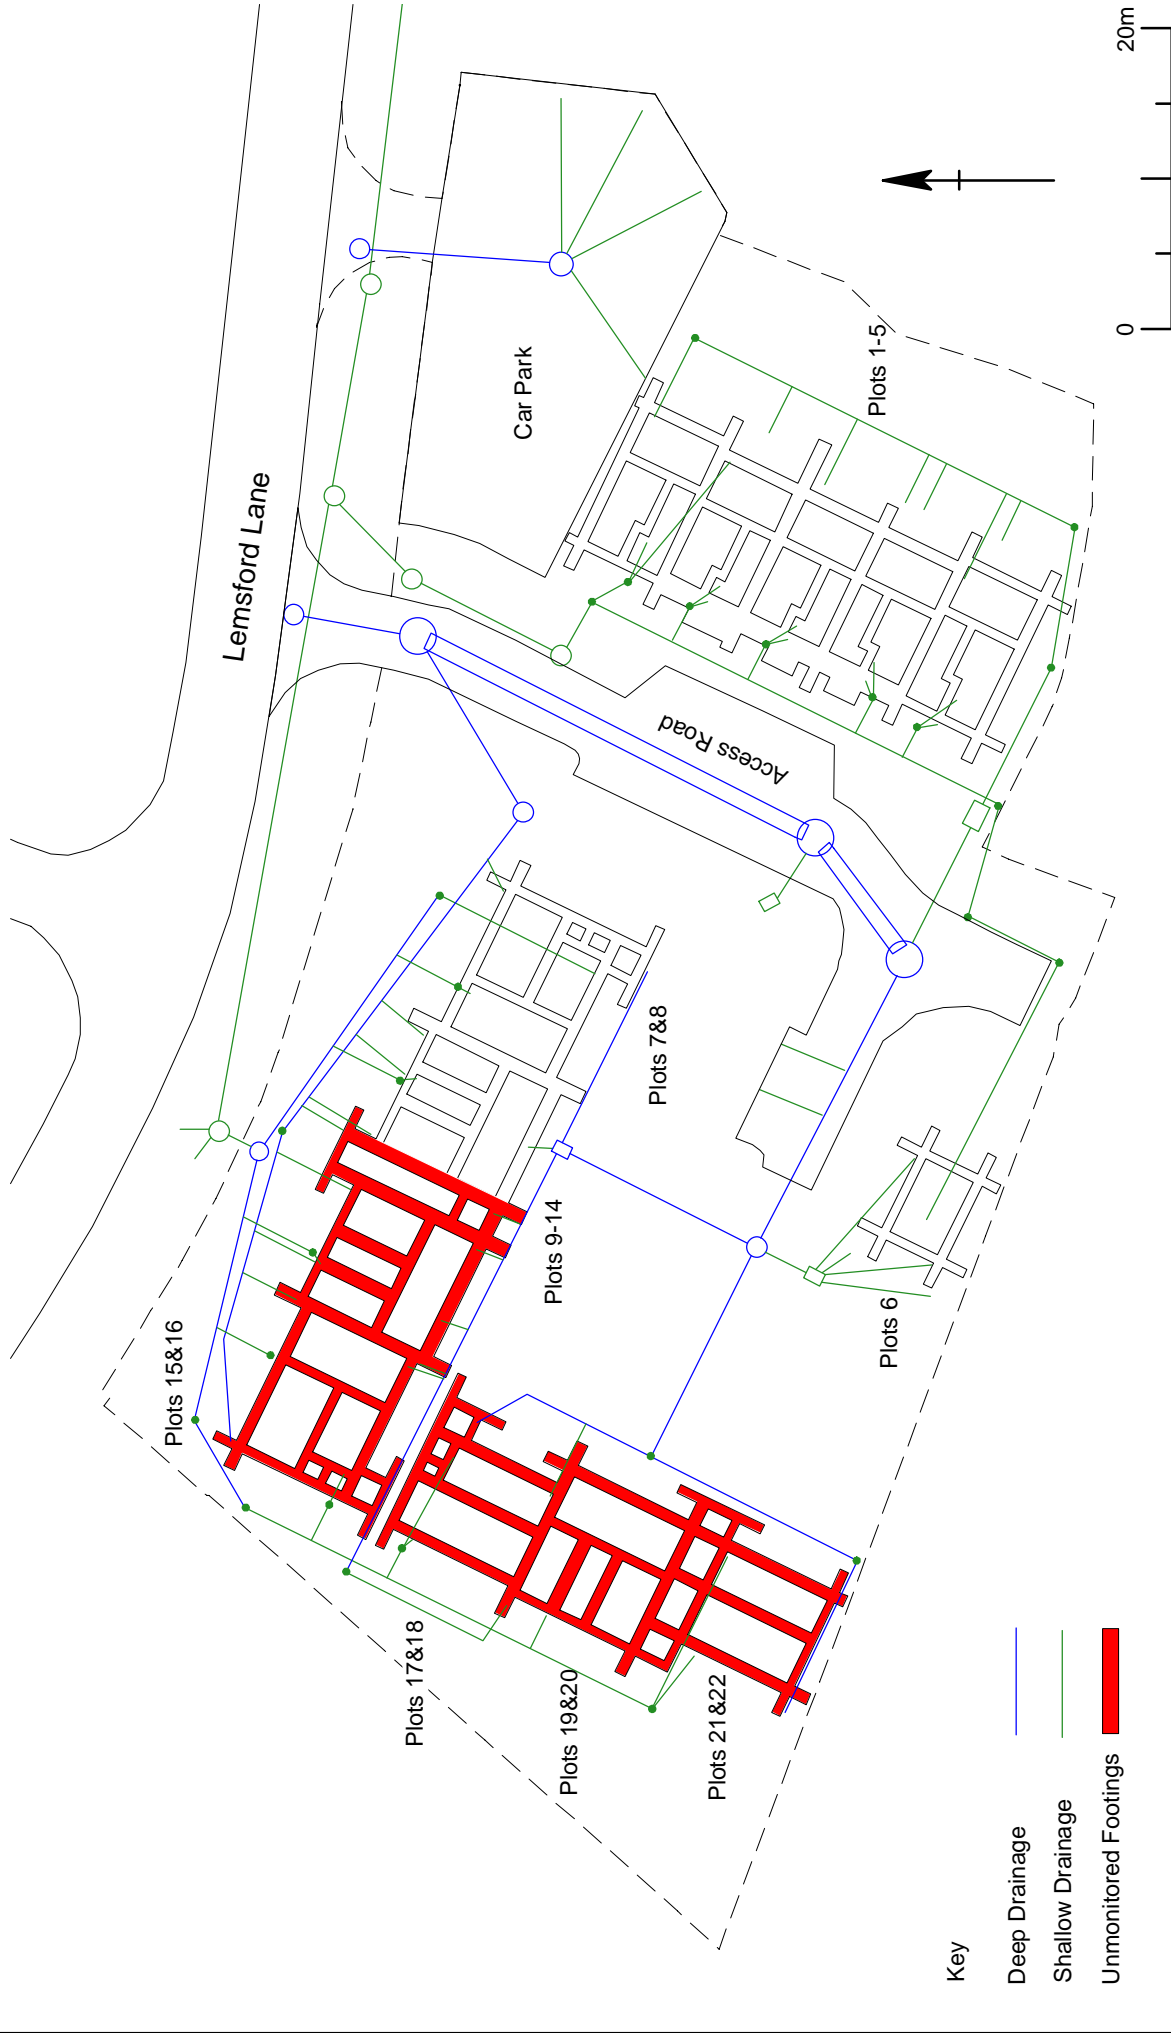 Lemsford Lane
Car Park
Access Road
Plots 1-5
Plots 7&8
Plots 9-14
Plots 15&16
Plots 6
Plots 17&18
Plots 19&20
Plots 21&22
Key
Deep Drainage
Shallow Drainage
Unmonitored Footings
0
20m